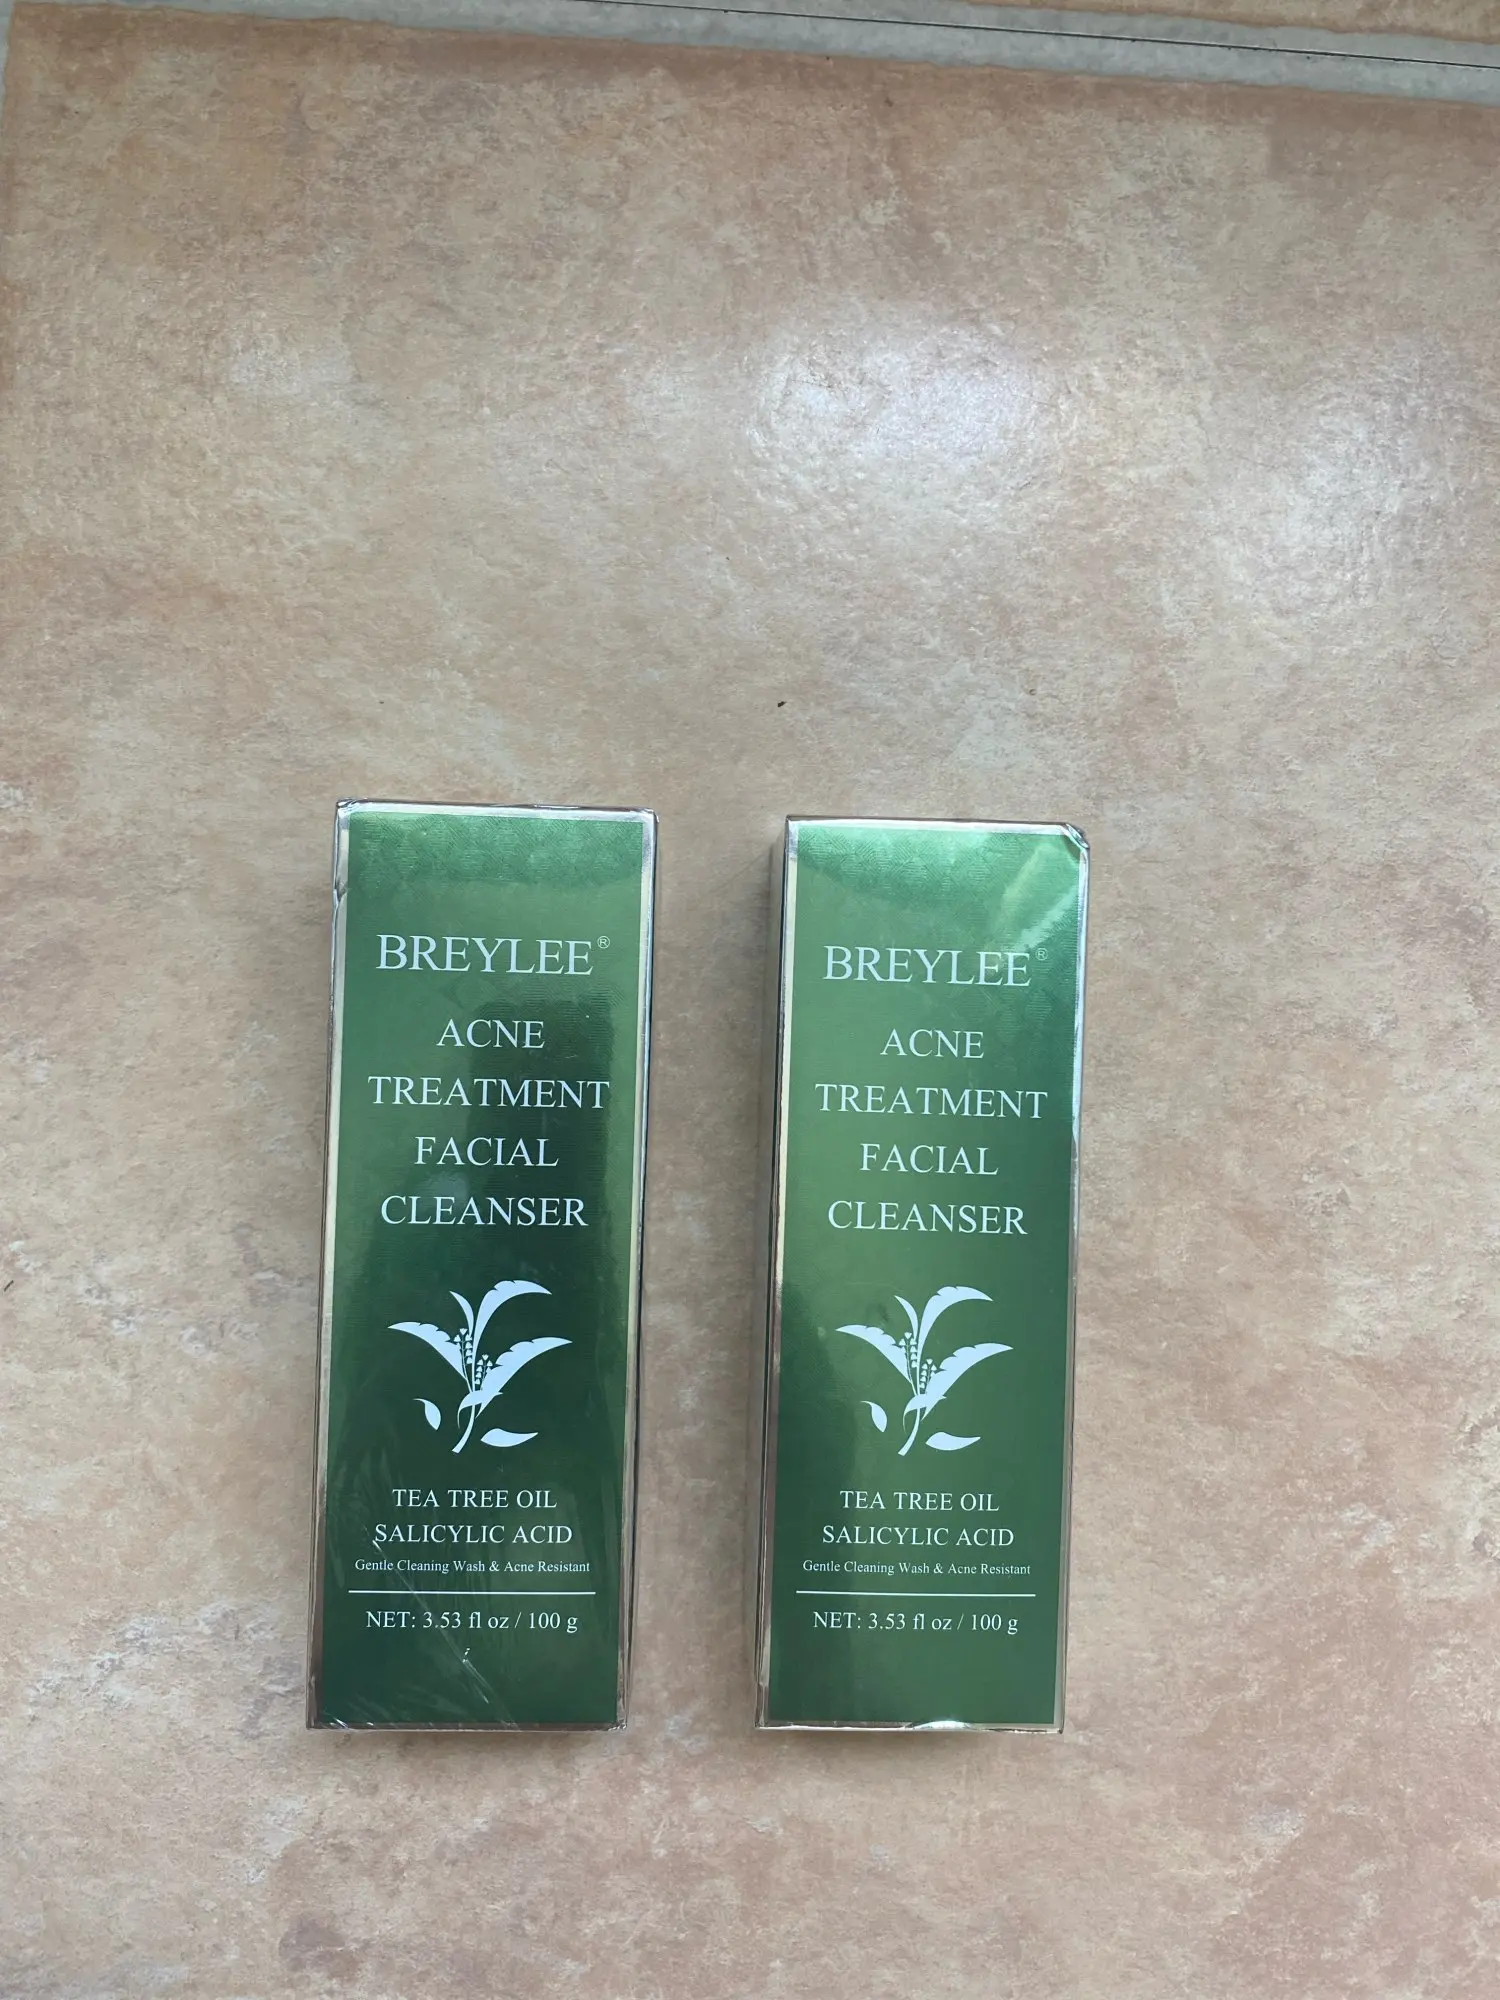 BREYLEE®
ACNE
TREATMENT
FACIAL
CLEANSER
TEA TREE OIL
SALICYLIC ACID
Gentle Cleaning Wash & Acne Resistant
NET: 3.53 fl oz / 100 g
BREYLEE®
ACNE
TREATMENT
FACIAL
CLEANSER
TEA TREE OIL
SALICYLIC ACID
Gentle Cleaning Wash & Acne Resistant
NET: 3.53 fl oz / 100 g